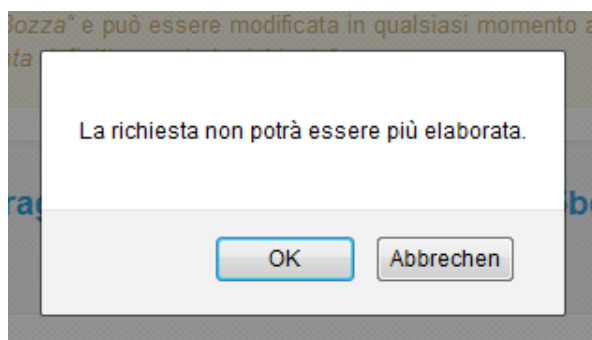 Bozza" e può essere modificata in qualsiasi momento a
La richiesta non potrà essere più elaborata.
OK
Abbrechen